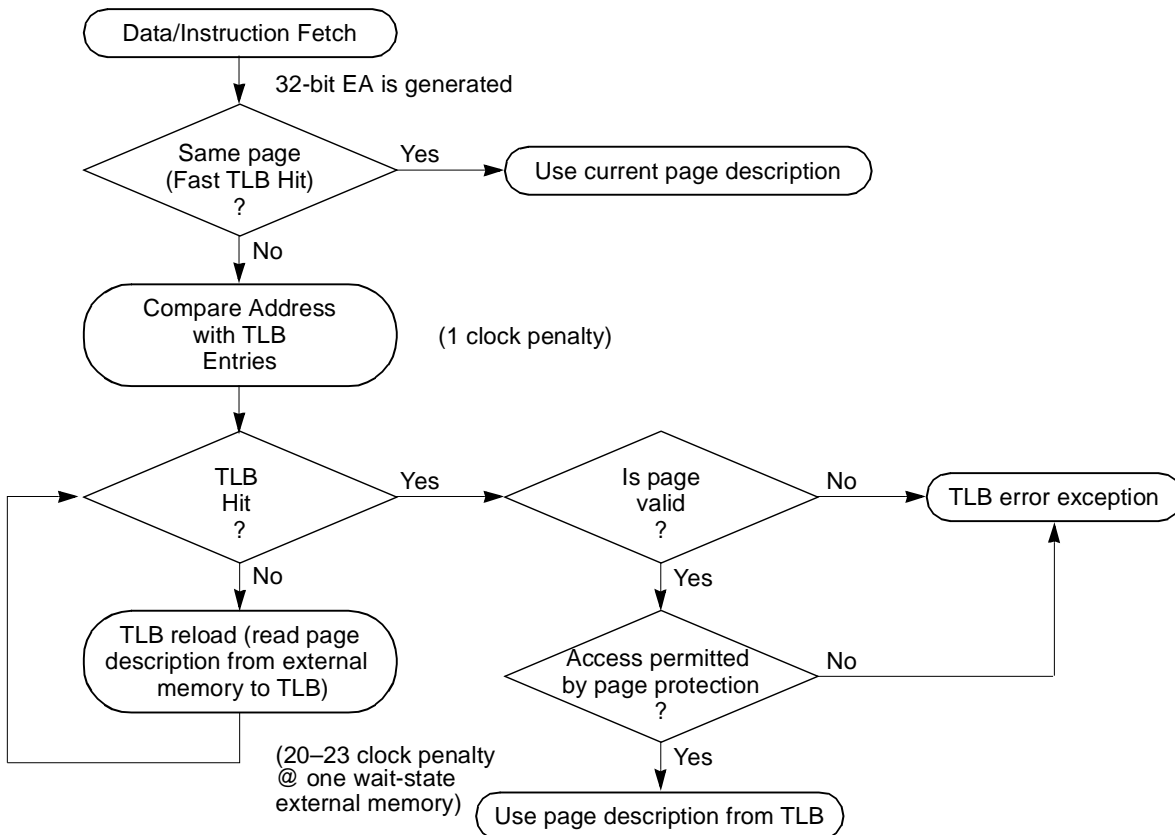 Data/Instruction Fetch
32-bit EA is generated
Same page
(Fast TLB Hit)
?
Yes
Use current page description
No
Compare Address
with TLB
Entries
(1 clock penalty)
TLB
Hit
?
Yes
Is page
valid
?
No
TLB error exception
No
Yes
TLB reload (read page
description from external
memory to TLB)
Access permitted
by page protection
?
No
(20–23 clock penalty
@ one wait-state
external memory)
Yes
Use page description from TLB